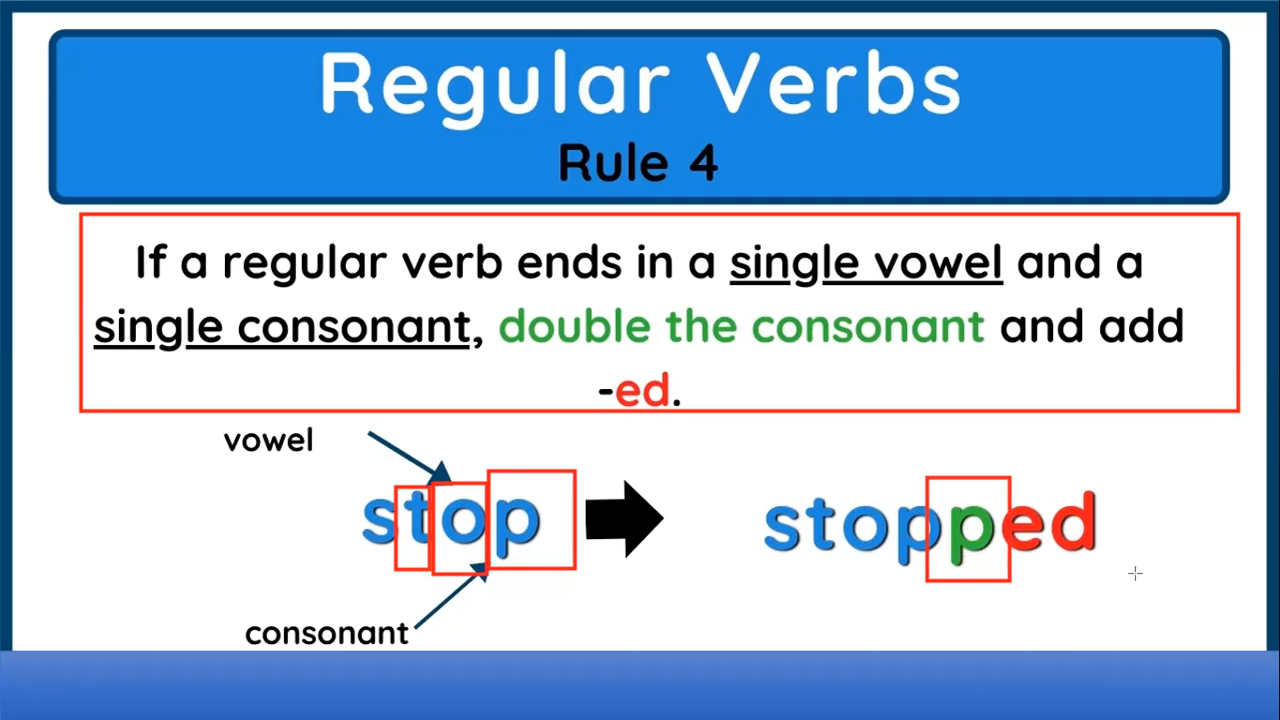 Regular Verbs
Rule 4
If a regular verb ends in a single vowel and a
single consonant, double the consonant and add
-ed.
vowel
stop
stopped
consonant